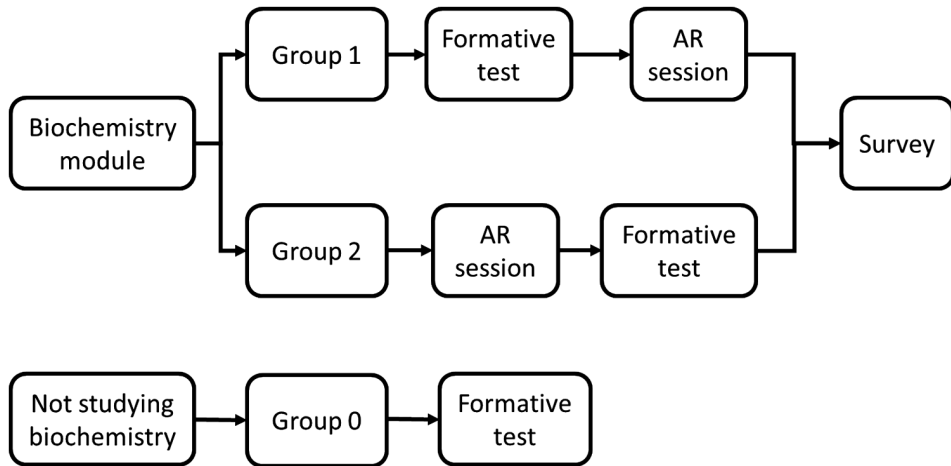 Biochemistry
module
Group 1
Formative
test
AR
session
Group 2
AR
session
Formative
test
Survey
Not studying
biochemistry
Group 0
Formative
test